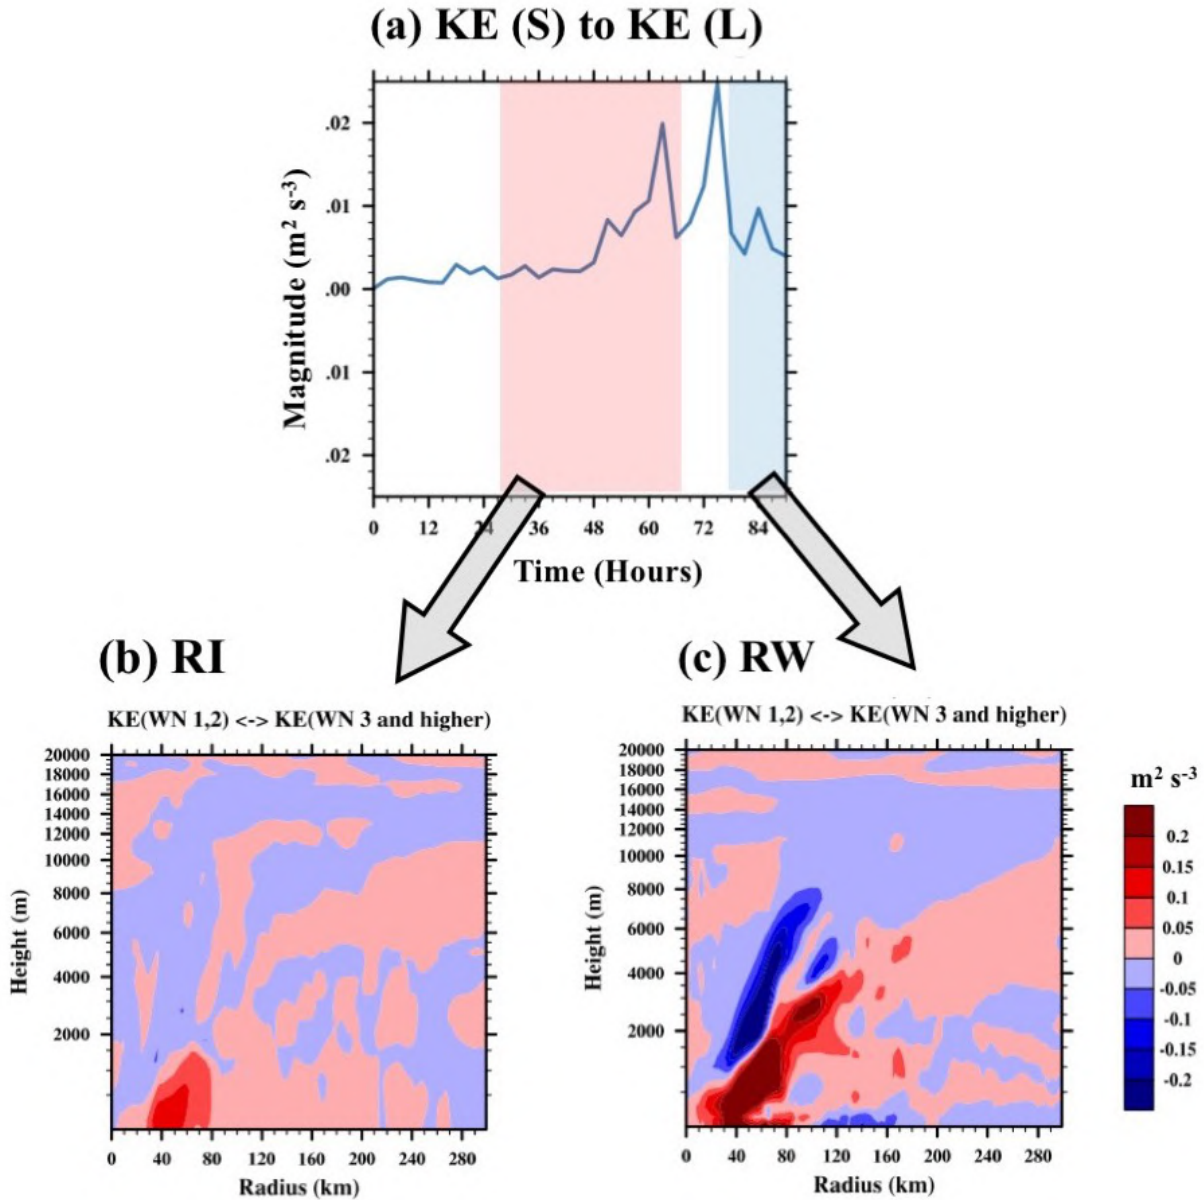 (a) KE (S) to KE (L)
.02
.01
.00
.01
.02
Magnitude (m² s⁻³)
0 12 24 36 48 60 72 84
Time (Hours)
(b) RI
KE(WN 1,2) <-> KE(WN 3 and higher)
20000
18000
16000
14000
12000
10000
8000
6000
4000
2000
Height (m)
0 40 80 120 160 200 240 280
Radius (km)
(c) RW
KE(WN 1,2) <-> KE(WN 3 and higher)
20000
18000
16000
14000
12000
10000
8000
6000
4000
2000
Height (m)
0 40 80 120 160 200 240 280
Radius (km)
m² s⁻³
0.2
0.15
0.1
0.05
0
-0.05
-0.1
-0.15
-0.2